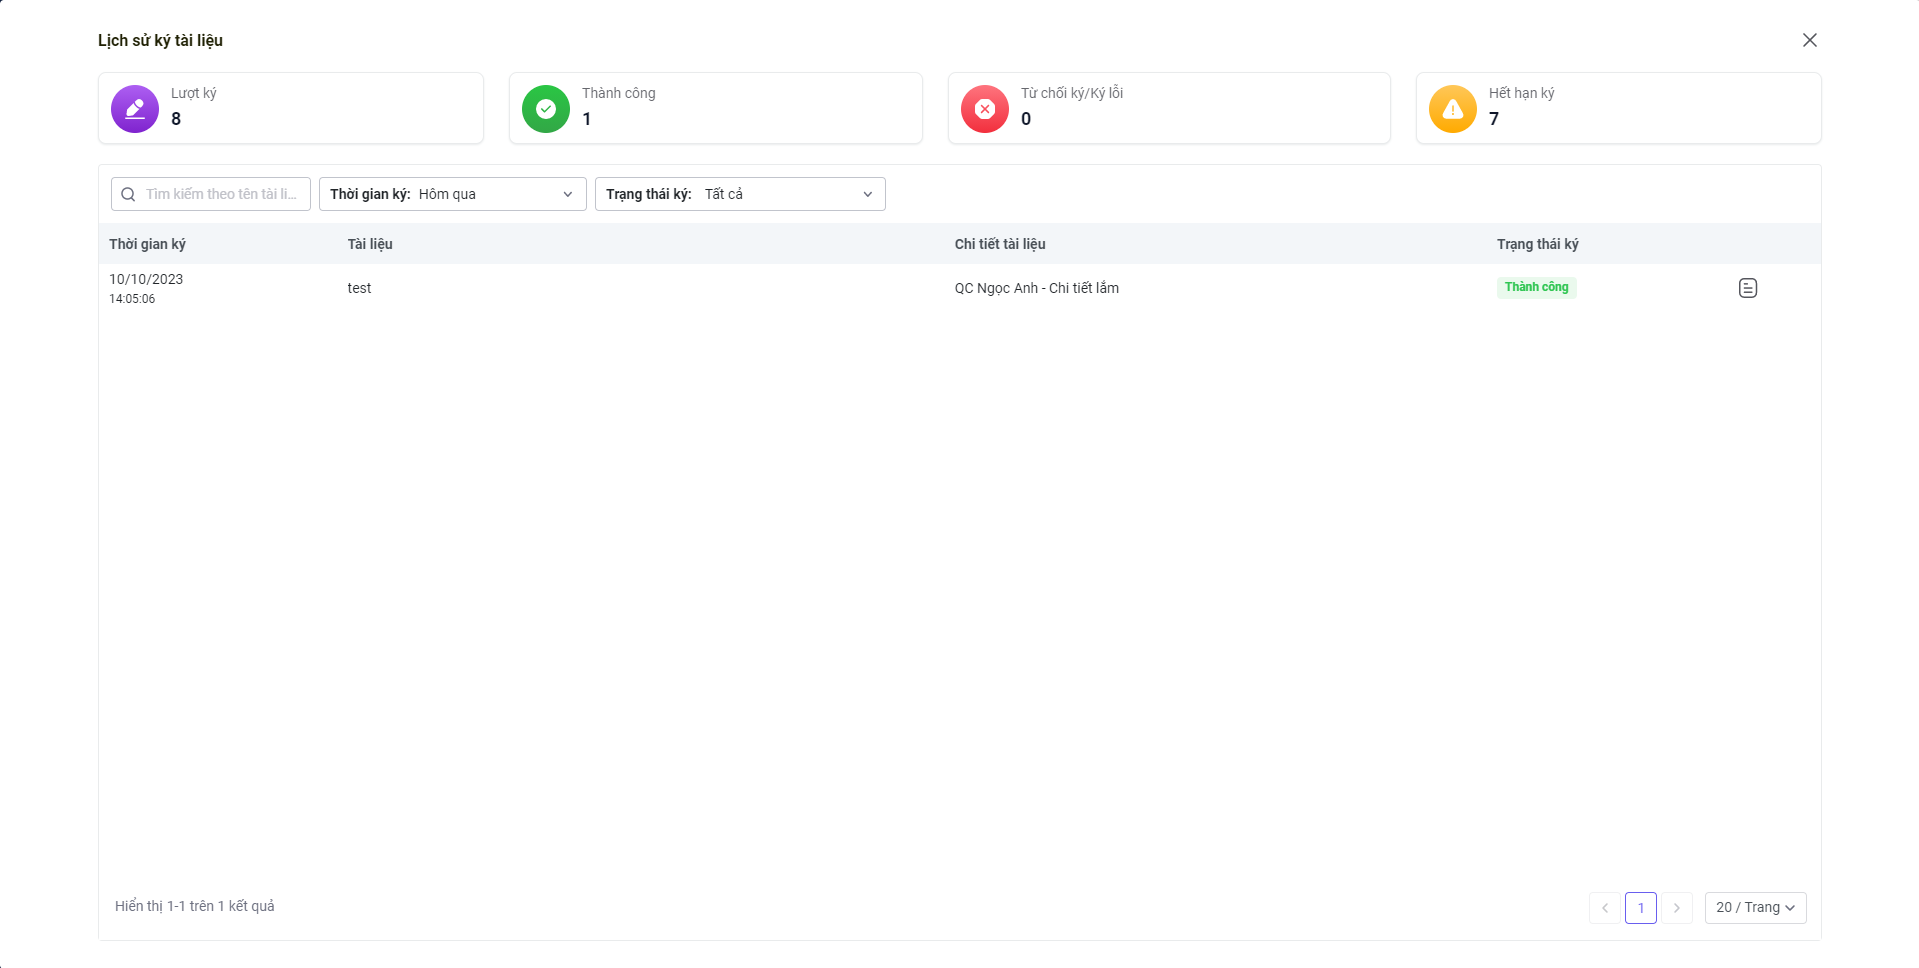 Lịch sử ký tài liệu
Lượt ký
8
Thành công
1
Từ chối ký/Ký lỗi
0
Hết hạn ký
7
Tìm kiếm theo tên tài li...
Thời gian ký: Hôm qua
Trạng thái ký: Tất cả
Thời gian ký Tài liệu Chi tiết tài liệu Trạng thái ký
10/10/2023
14:05:06
test
QC Ngọc Anh - Chi tiết lắm
Thành công
Hiển thị 1-1 trên 1 kết quả
1
20 / Trang